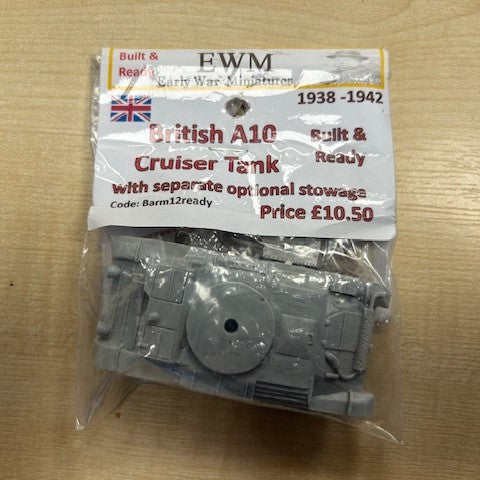 Built &
Ready
EWM
Early War Miniatures
1938 -1942
British A10
Cruiser Tank
Built &
Ready
with separate optional stowage
Code: Barm12ready
Price £10.50